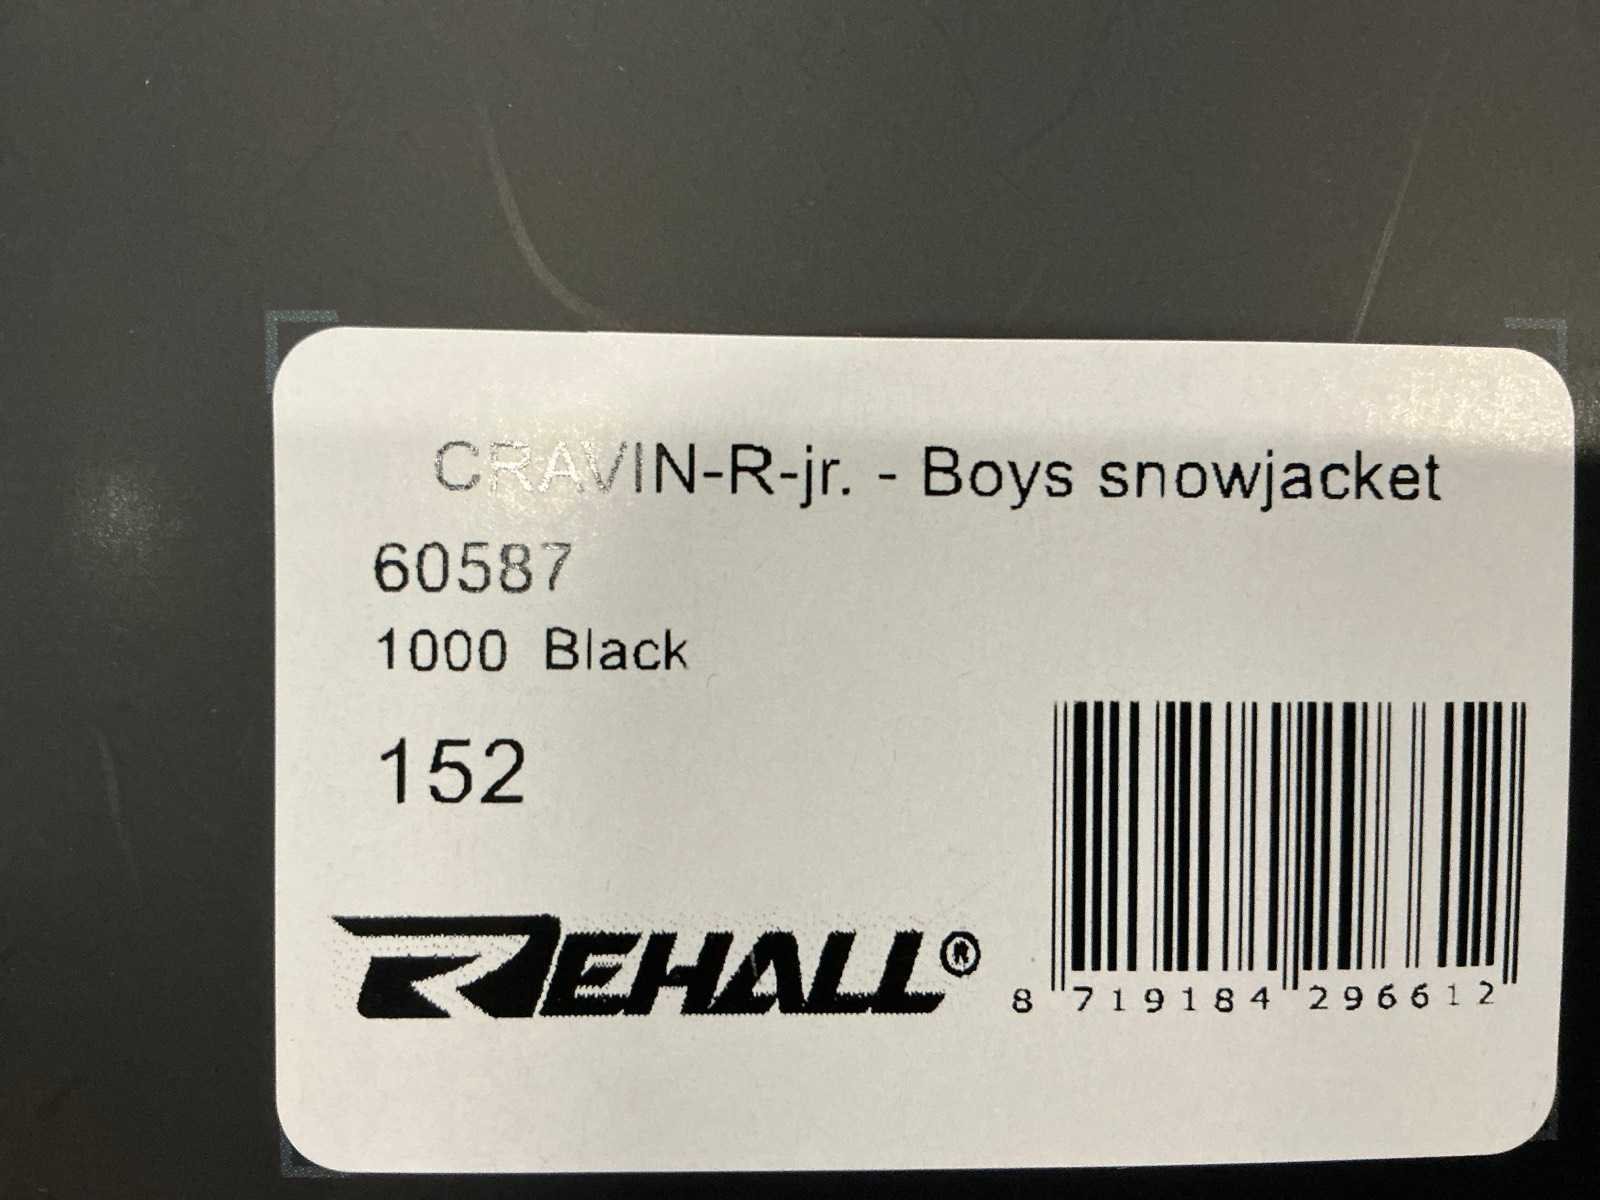 CRAVIN-R-jr. - Boys snowjacket
60587
1000 Black
152
REHALL®
8 719184 296612